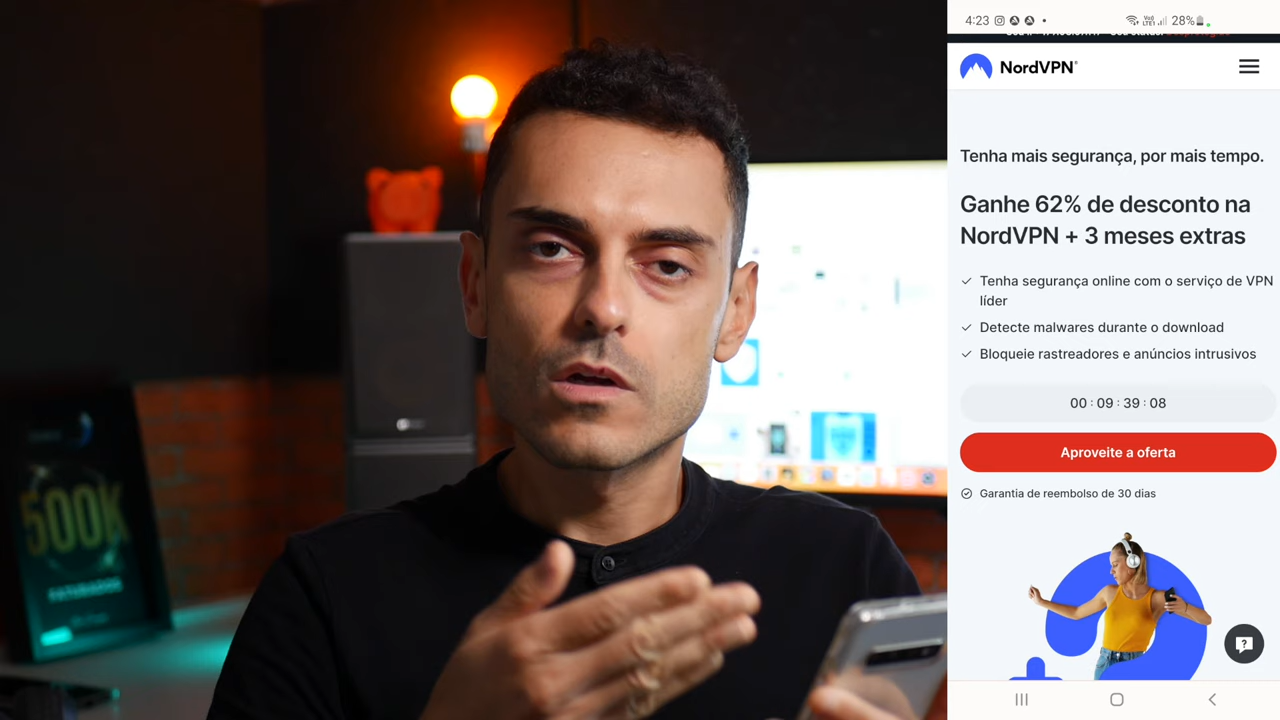 4:23
28%
NordVPN®
Tenha mais segurança, por mais tempo.
Ganhe 62% de desconto na
NordVPN + 3 meses extras
Tenha segurança online com o serviço de VPN
líder
Detecte malwares durante o download
Bloqueie rastreadores e anúncios intrusivos
00 : 09 : 39 : 08
Aproveite a oferta
Garantia de reembolso de 30 dias
500K
FATURADOS